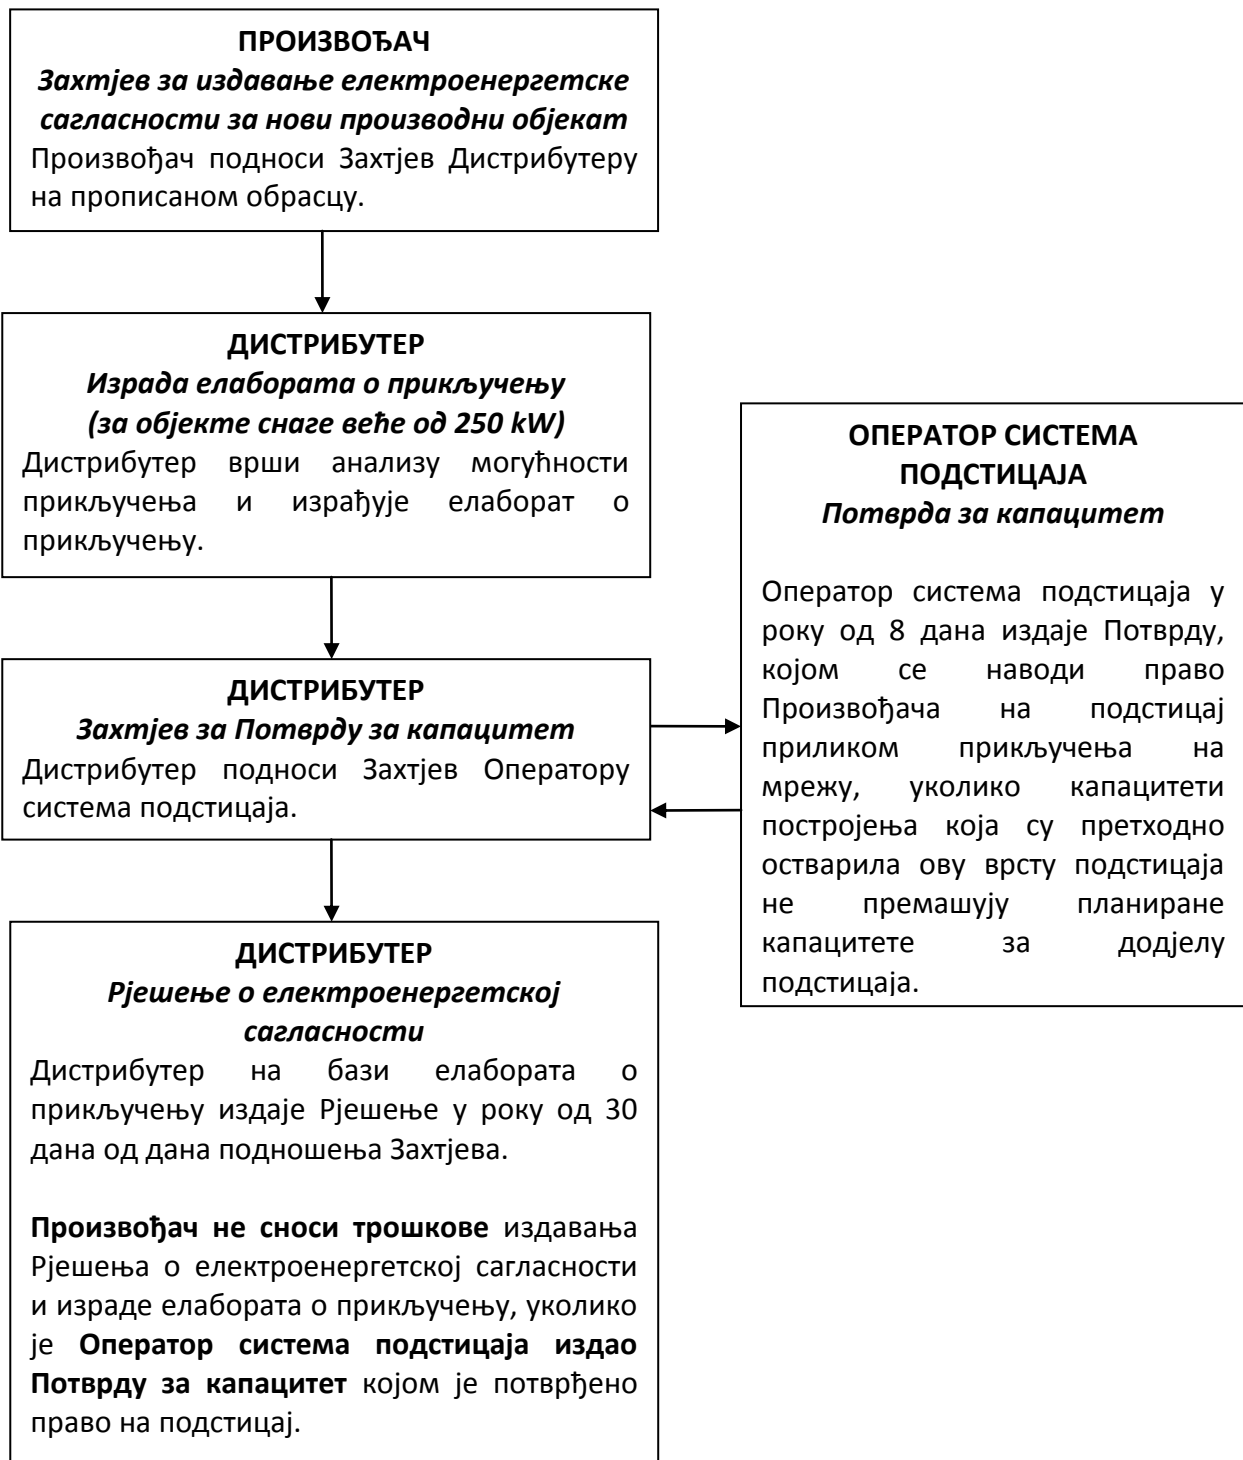 ПРОИЗВОЂАЧ
Захтјев за издавање електроенергетске
сагласности за нови производни објекат
Произвођач подноси Захтјев Дистрибутеру
на прописаном обрасцу.
ДИСТРИБУТЕР
Израда елабората о прикључењу
(за објекте снаге веће од 250 kW)
Дистрибутер врши анализу могућности
прикључења и израђује елаборат о
прикључењу.
ДИСТРИБУТЕР
Захтјев за Потврду за капацитет
Дистрибутер подноси Захтјев Оператору
система подстицаја.
ОПЕРАТОР СИСТЕМА
ПОДСТИЦАЈА
Потврда за капацитет
Оператор система подстицаја у
року од 8 дана издаје Потврду,
којом се наводи право
Произвођача на подстицај
приликом прикључења на
мрежу, уколико капацитети
постројења која су претходно
остварила ову врсту подстицаја
не премашују планиране
капацитете за додјелу
подстицаја.
ДИСТРИБУТЕР
Рјешење о електроенергетској
сагласности
Дистрибутер на бази елабората о
прикључењу издаје Рјешење у року од 30
дана од дана подношења Захтјева.
Произвођач не сноси трошкове издавања
Рјешења о електроенергетској сагласности
и израде елабората о прикључењу, уколико
је Оператор система подстицаја издао
Потврду за капацитет којом је потврђено
право на подстицај.